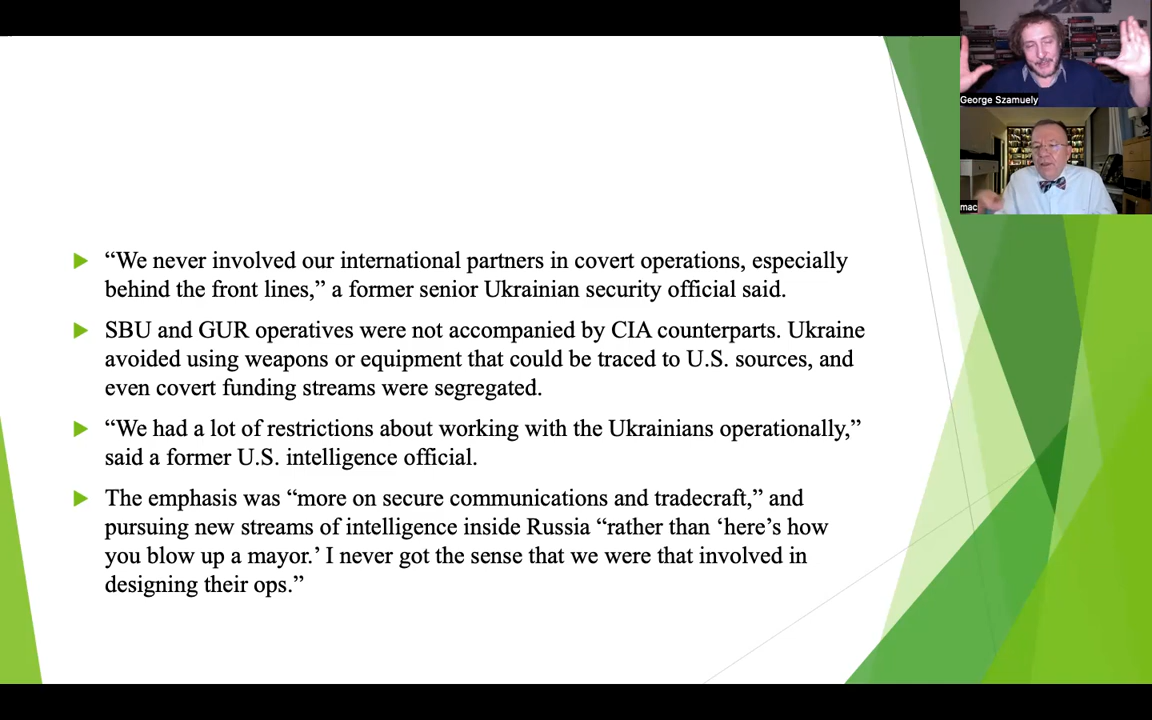 George Szamuely
mac
“We never involved our international partners in covert operations, especially
behind the front lines,” a former senior Ukrainian security official said.
SBU and GUR operatives were not accompanied by CIA counterparts. Ukraine
avoided using weapons or equipment that could be traced to U.S. sources, and
even covert funding streams were segregated.
“We had a lot of restrictions about working with the Ukrainians operationally,”
said a former U.S. intelligence official.
The emphasis was “more on secure communications and tradecraft,” and
pursuing new streams of intelligence inside Russia “rather than ‘here’s how
you blow up a mayor.’ I never got the sense that we were that involved in
designing their ops.”